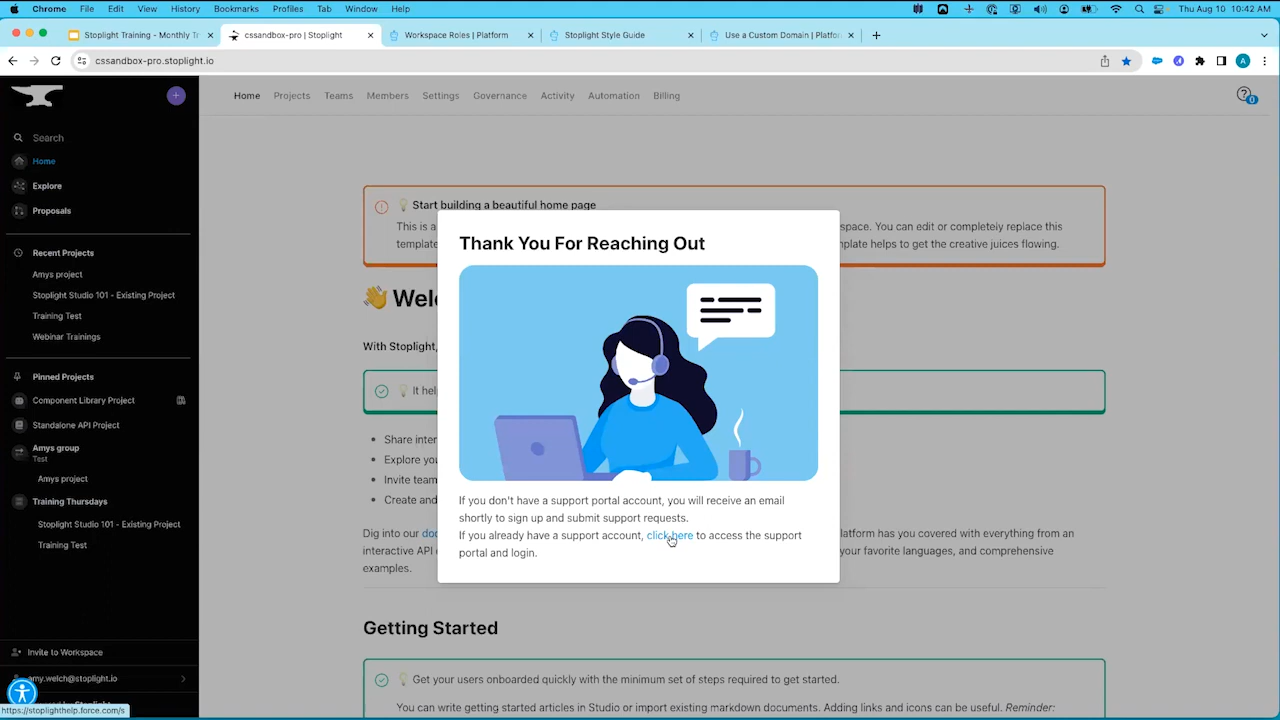 Chrome File Edit View History Bookmarks Profiles Tab Window Help Thu Aug 10 10:42 AM
Stoplight Training - Monthly Tr
cssandbox-pro | Stoplight
Workspace Roles | Platform
Stoplight Style Guide
Use a Custom Domain | Platfor
cssandbox-pro.stoplight.io
A
Home Projects Teams Members Settings Governance Activity Automation Billing
0
Search
Home
Explore
Proposals
Recent Projects
Amys project
Stoplight Studio 101 - Existing Project
Training Test
Webinar Trainings
Pinned Projects
Component Library Project
Standalone API Project
Amys group
Test
Amys project
Training Thursdays
Stoplight Studio 101 - Existing Project
Training Test
Invite to Workspace
amy.welch@stoplight.io
https://stoplighthelp.force.com/s
Start building a beautiful home page
This is a
space. You can edit or completely replace this
templat
plate helps to get the creative juices flowing.
Thank You For Reaching Out
If you don't have a support portal account, you will receive an email
shortly to sign up and submit support requests.
If you already have a support account, click here to access the support
portal and login.
Welc
With Stoplight,
It help
Share inter
Explore you
Invite team
Create and
Dig into our do
platform has you covered with everything from an
interactive API
your favorite languages, and comprehensive
examples.
Getting Started
Get your users onboarded quickly with the minimum set of steps required to get started.
You can write getting started articles in Studio or import existing markdown documents. Adding links and icons can be useful. Reminder: